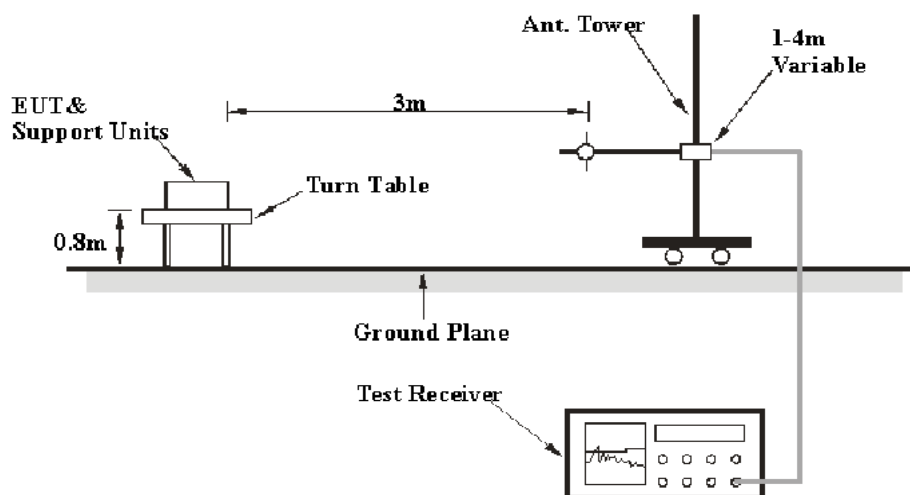 Ant. Tower
1-4m
Variable
EUT&
Support Units
3m
Turn Table
0.8m
Ground Plane
Test Receiver